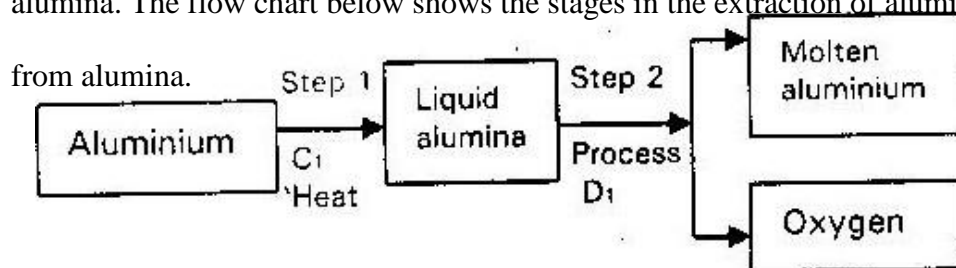 alumina. The flow chart below shows the stages in the extraction of
from alumina.
Step 1
Liquid
alumina
Step 2
Molten
aluminium
Aluminium
C1
Heat
Process
D1
Oxygen